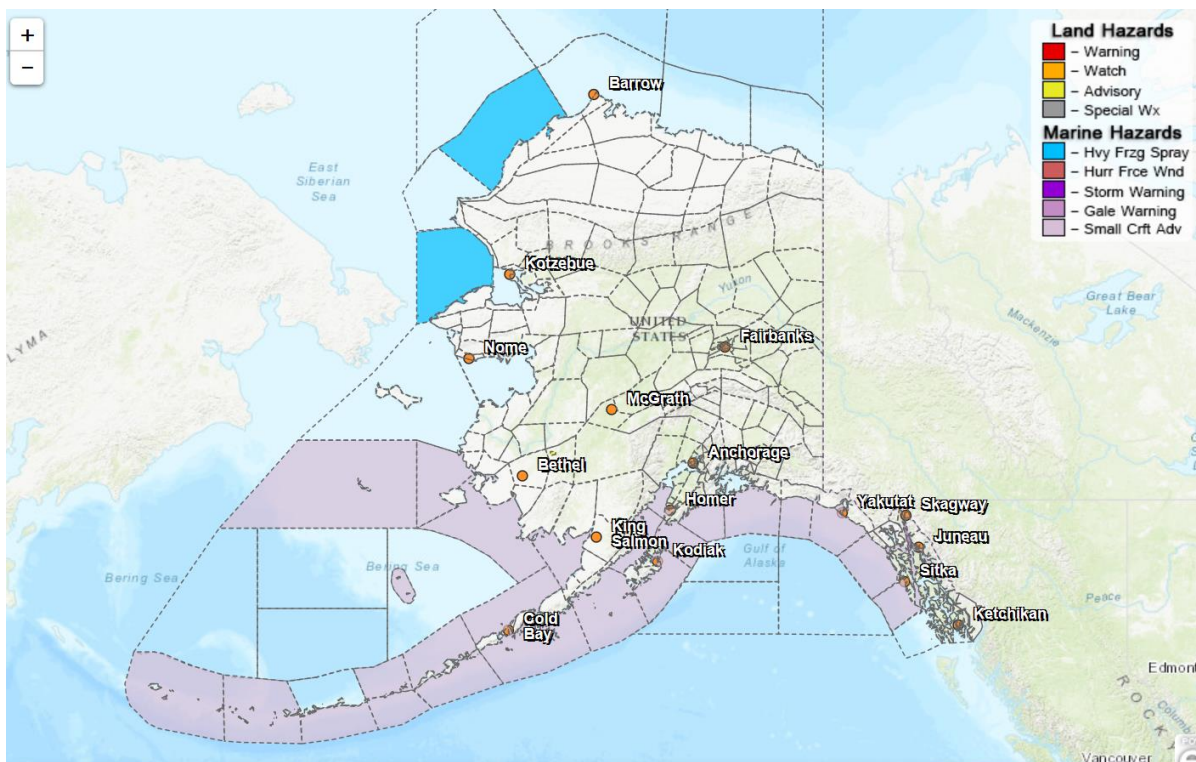 +
−
Land Hazards
– Warning
– Watch
– Advisory
– Special Wx
Marine Hazards
– Hvy Frzg Spray
– Hurr Frce Wnd
– Storm Warning
– Gale Warning
– Small Crft Adv
Barrow
East
Siberian
Sea
BROOKS RANGE
Kotzebue
Yukon
Great Bear
Lake
Mackenzie
LYMA
UNITED
STATES
Fairbanks
Nome
McGrath
Anchorage
Bethel
Homer
Yakutat
Skagway
King
Salmon
Juneau
Kodiak
Gulf of
Alaska
Bering Sea
Bering Sea
Sitka
Peace
Cold
Bay
Ketchikan
Edmont
ROCKY
Columbia
Vancouver